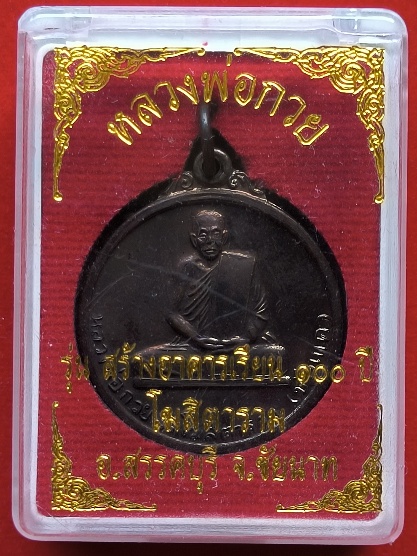 หลวงพ่อกวย
รุ่น สร้างอาคารเรียน ๑๐๐ ปี
โฆสิตาราม
อ.สรรคบุรี จ.ชัยนาท